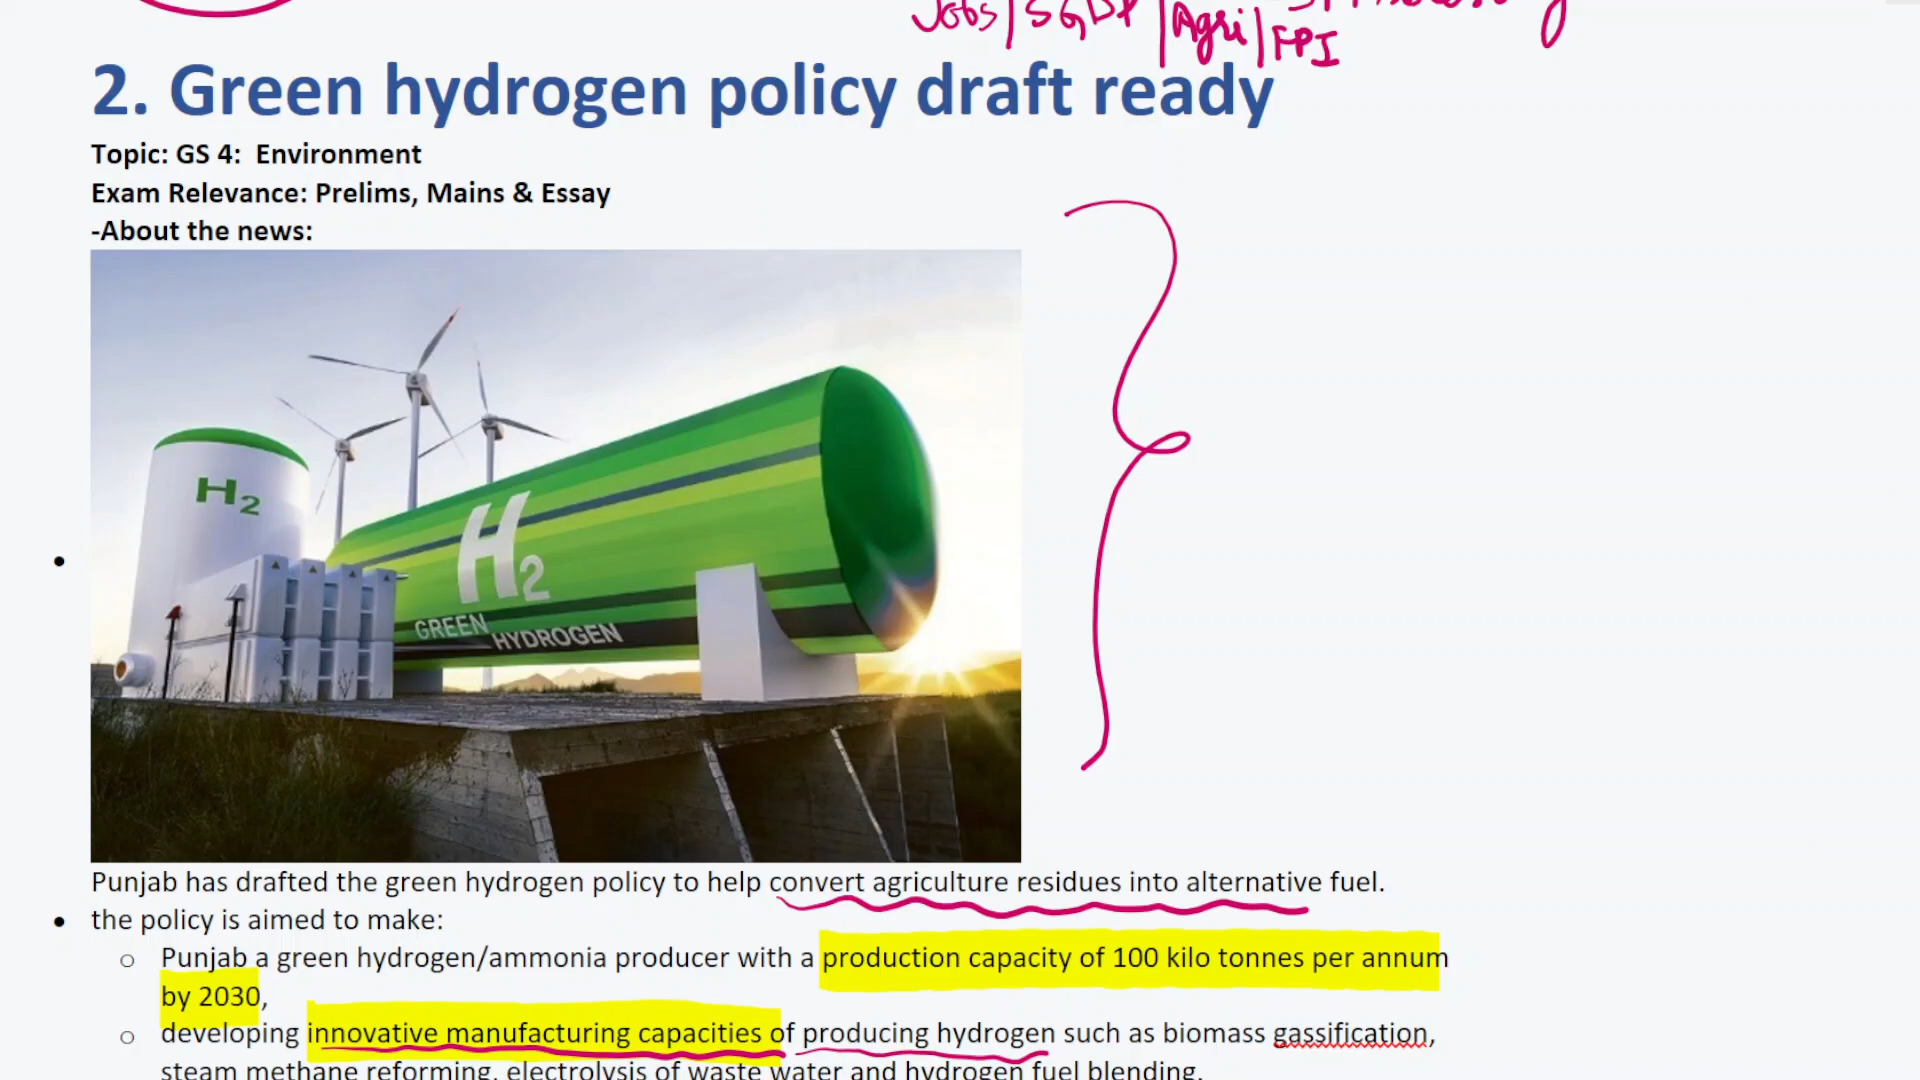 Jobs | SGDP | Agri | FPI
2. Green hydrogen policy draft ready
Topic: GS 4: Environment
Exam Relevance: Prelims, Mains & Essay
-About the news:
H2
H2
GREEN HYDROGEN
Punjab has drafted the green hydrogen policy to help convert agriculture residues into alternative fuel.
• the policy is aimed to make:
o Punjab a green hydrogen/ammonia producer with a production capacity of 100 kilo tonnes per annum
by 2030,
o developing innovative manufacturing capacities of producing hydrogen such as biomass gassification,
steam methane reforming, electrolysis of waste water and hydrogen fuel blending.